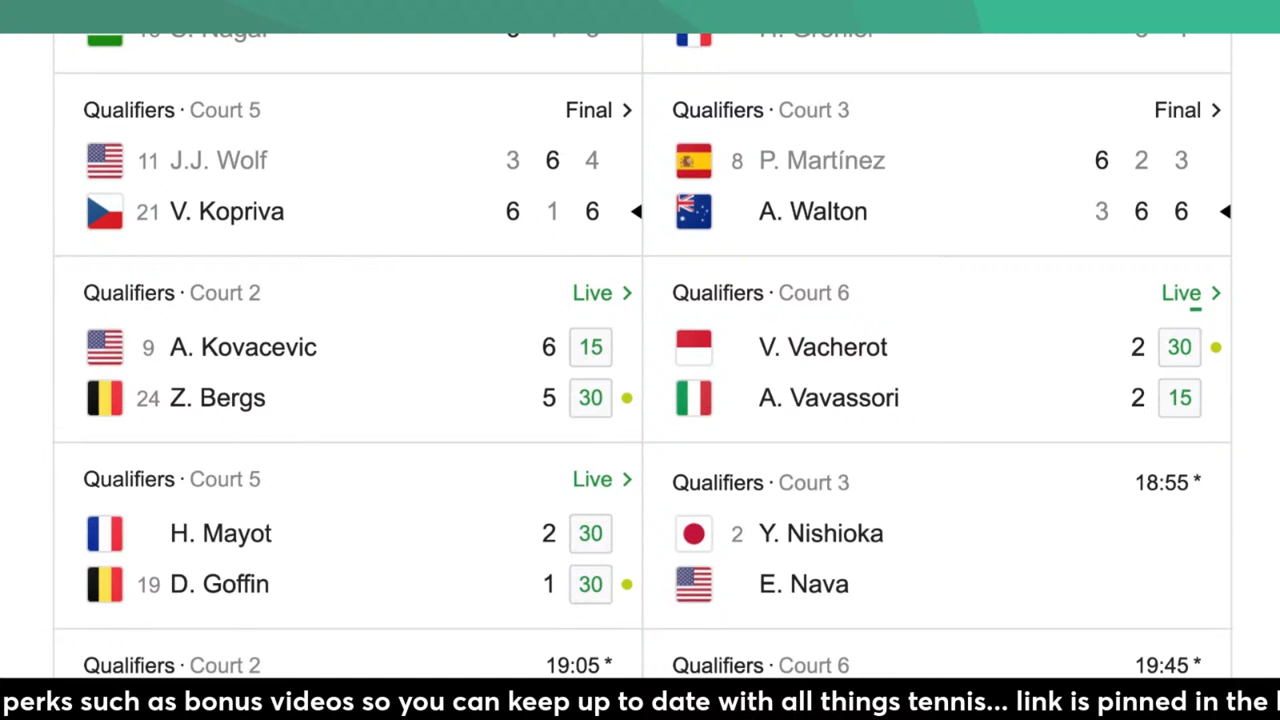 Qualifiers · Court 5 Final
11 J.J. Wolf 3 6 4
21 V. Kopriva 6 1 6
Qualifiers · Court 3 Final
8 P. Martínez 6 2 3
A. Walton 3 6 6
Qualifiers · Court 2 Live
9 A. Kovacevic 6 15
24 Z. Bergs 5 30
Qualifiers · Court 6 Live
V. Vacherot 2 30
A. Vavassori 2 15
Qualifiers · Court 5 Live
H. Mayot 2 30
19 D. Goffin 1 30
Qualifiers · Court 3 18:55 *
2 Y. Nishioka
E. Nava
Qualifiers · Court 2 19:05 *
Qualifiers · Court 6 19:45 *
perks such as bonus videos so you can keep up to date with all things tennis... link is pinned in the